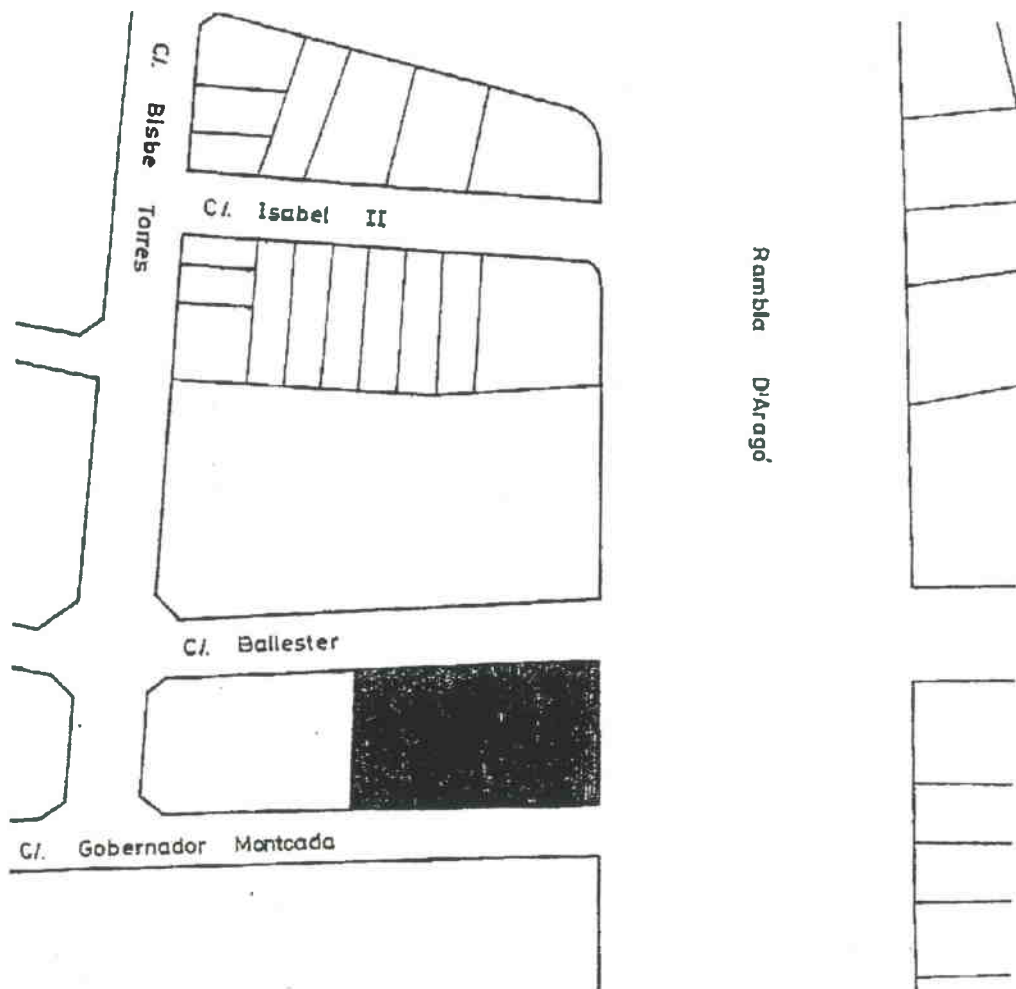 C/. Bisbe Torres
C/. Isabel II
Rambla D'Aragó
C/. Ballester
C/. Gobernador Montcada